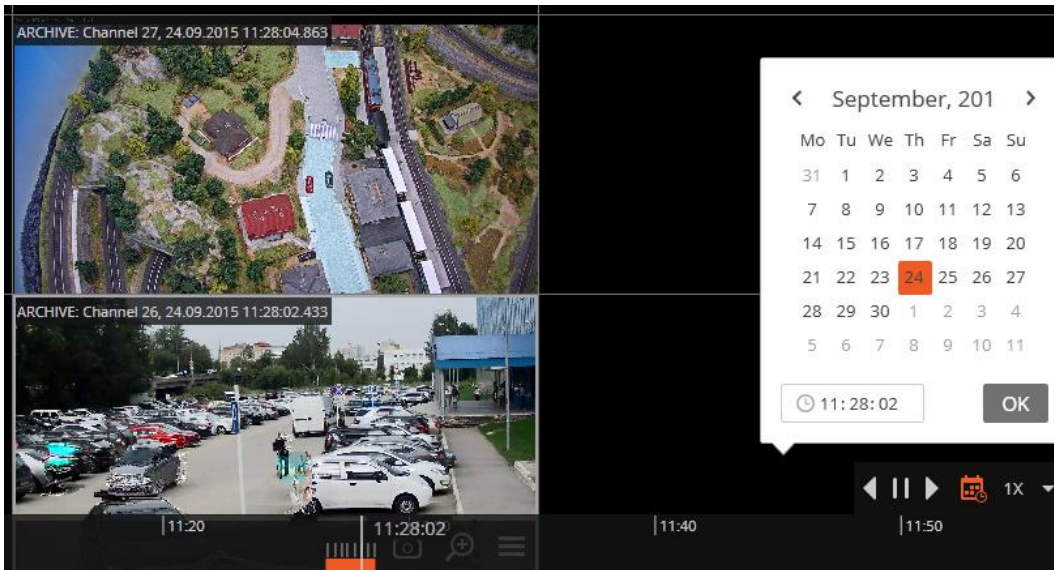 ARCHIVE: Channel 27, 24.09.2015 11:28:04.863
September, 201
Mo Tu We Th Fr Sa Su
31 1 2 3 4 5 6
7 8 9 10 11 12 13
14 15 16 17 18 19 20
21 22 23 24 25 26 27
28 29 30 1 2 3 4
5 6 7 8 9 10 11
ARCHIVE: Channel 26, 24.09.2015 11:28:02.433
11:28:02 OK
1X
11:20 11:28:02 11:40 11:50